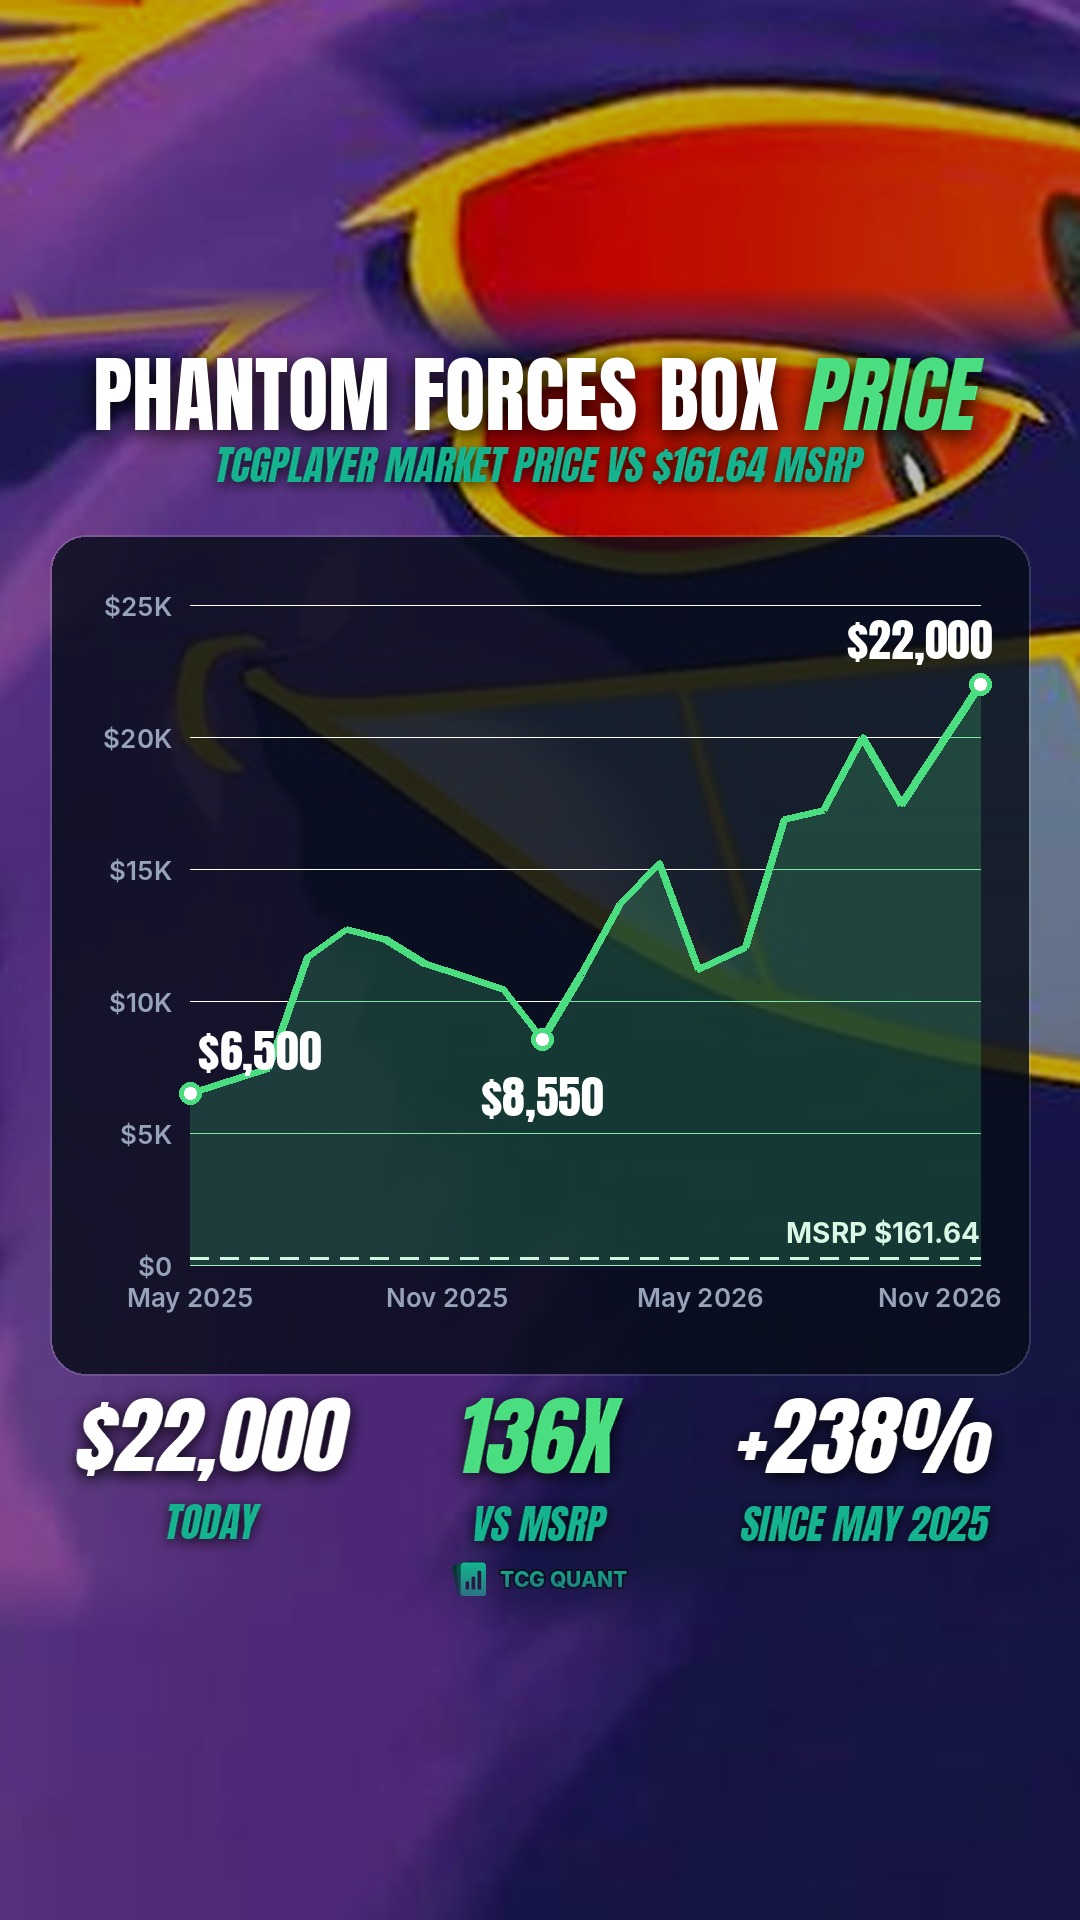 PHANTOM FORCES BOX PRICE
TCGPLAYER MARKET PRICE VS $161.64 MSRP
$25K
$22,000
$20K
$15K
$10K
$6,500
$8,550
$5K
MSRP $161.64
$0
May 2025 Nov 2025 May 2026 Nov 2026
$22,000 136X +238%
TODAY VS MSRP SINCE MAY 2025
TCG QUANT